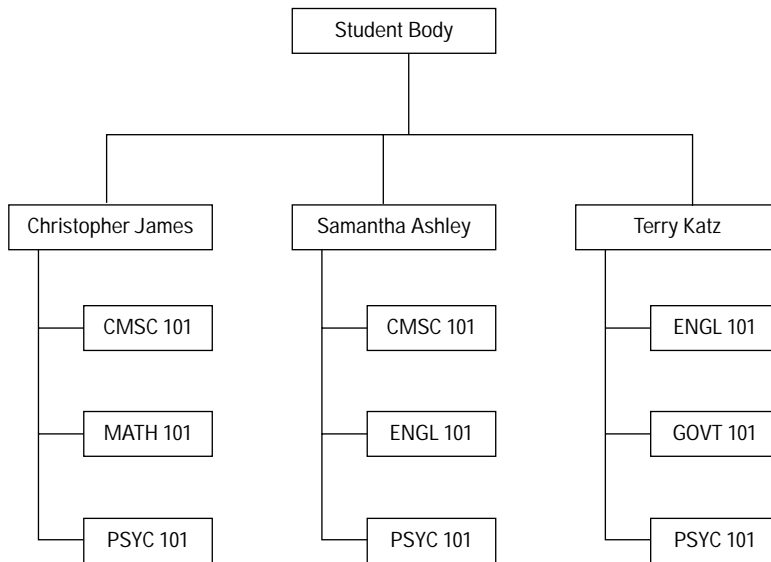 Student Body
Christopher James
Samantha Ashley
Terry Katz
CMSC 101
CMSC 101
ENGL 101
MATH 101
ENGL 101
GOVT 101
PSYC 101
PSYC 101
PSYC 101